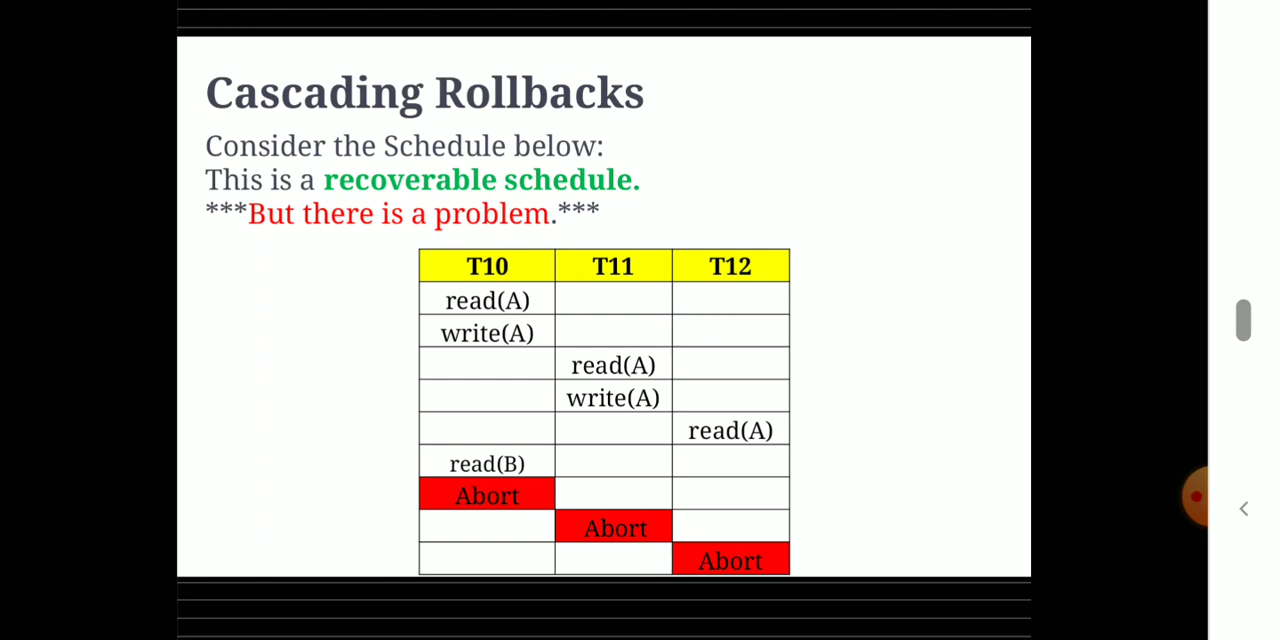 Cascading Rollbacks
Consider the Schedule below:
This is a recoverable schedule.
***But there is a problem.***
T10 T11 T12
read(A)
write(A)
read(A)
write(A)
read(A)
read(B)
Abort
Abort
Abort